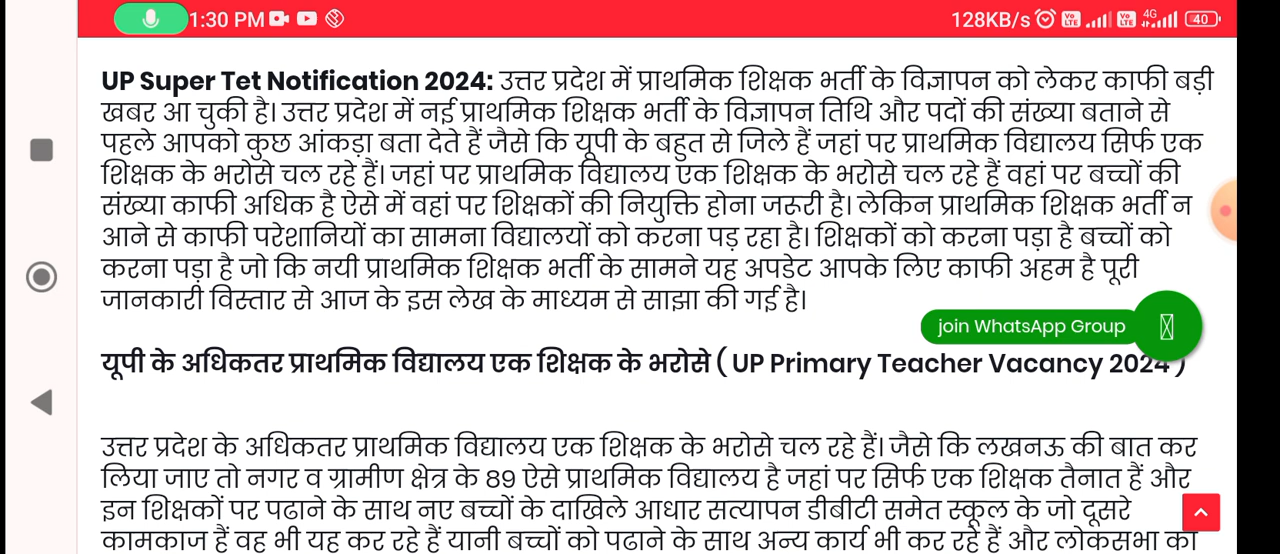 1:30 PM
128KB/s
Vo LTE
Vo LTE
4G
40
UP Super Tet Notification 2024: उत्तर प्रदेश में प्राथमिक शिक्षक भर्ती के विज्ञापन को लेकर काफी बड़ी
खबर आ चुकी है। उत्तर प्रदेश में नई प्राथमिक शिक्षक भर्ती के विज्ञापन तिथि और पदों की संख्या बताने से
पहले आपको कुछ आंकड़ा बता देते हैं जैसे कि यूपी के बहुत से जिले हैं जहां पर प्राथमिक विद्यालय सिर्फ एक
शिक्षक के भरोसे चल रहे हैं। जहां पर प्राथमिक विद्यालय एक शिक्षक के भरोसे चल रहे हैं वहां पर बच्चों की
संख्या काफी अधिक है ऐसे में वहां पर शिक्षकों की नियुक्ति होना जरूरी है। लेकिन प्राथमिक शिक्षक भर्ती न
आने से काफी परेशानियों का सामना विद्यालयों को करना पड़ रहा है। शिक्षकों को करना पड़ा है बच्चों को
करना पड़ा है जो कि नयी प्राथमिक शिक्षक भर्ती के सामने यह अपडेट आपके लिए काफी अहम है पूरी
जानकारी विस्तार से आज के इस लेख के माध्यम से साझा की गई है।
join WhatsApp Group
यूपी के अधिकतर प्राथमिक विद्यालय एक शिक्षक के भरोसे ( UP Primary Teacher Vacancy 2024 )
उत्तर प्रदेश के अधिकतर प्राथमिक विद्यालय एक शिक्षक के भरोसे चल रहे हैं। जैसे कि लखनऊ की बात कर
लिया जाए तो नगर व ग्रामीण क्षेत्र के 89 ऐसे प्राथमिक विद्यालय है जहां पर सिर्फ एक शिक्षक तैनात हैं और
इन शिक्षकों पर पढाने के साथ नए बच्चों के दाखिले आधार सत्यापन डीबीटी समेत स्कूल के जो दूसरे
कामकाज हैं वह भी यह कर रहे हैं यानी बच्चों को पढाने के साथ अन्य कार्य भी कर रहे हैं और लोकसभा का